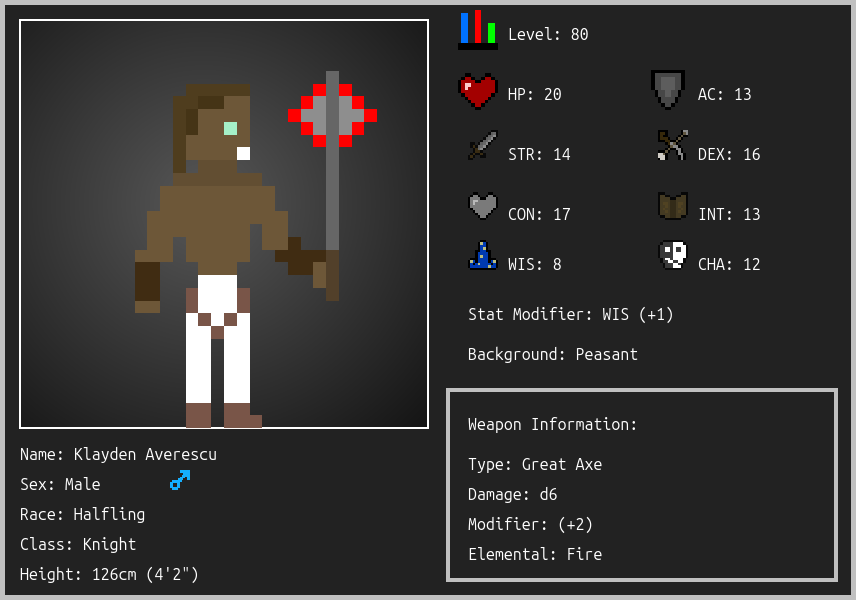 Level: 80
HP: 20
AC: 13
STR: 14
DEX: 16
CON: 17
INT: 13
WIS: 8
CHA: 12
Stat Modifier: WIS (+1)
Background: Peasant
Weapon Information:
Type: Great Axe
Damage: d6
Modifier: (+2)
Elemental: Fire
Name: Klayden Averescu
Sex: Male
Race: Halfling
Class: Knight
Height: 126cm (4'2")